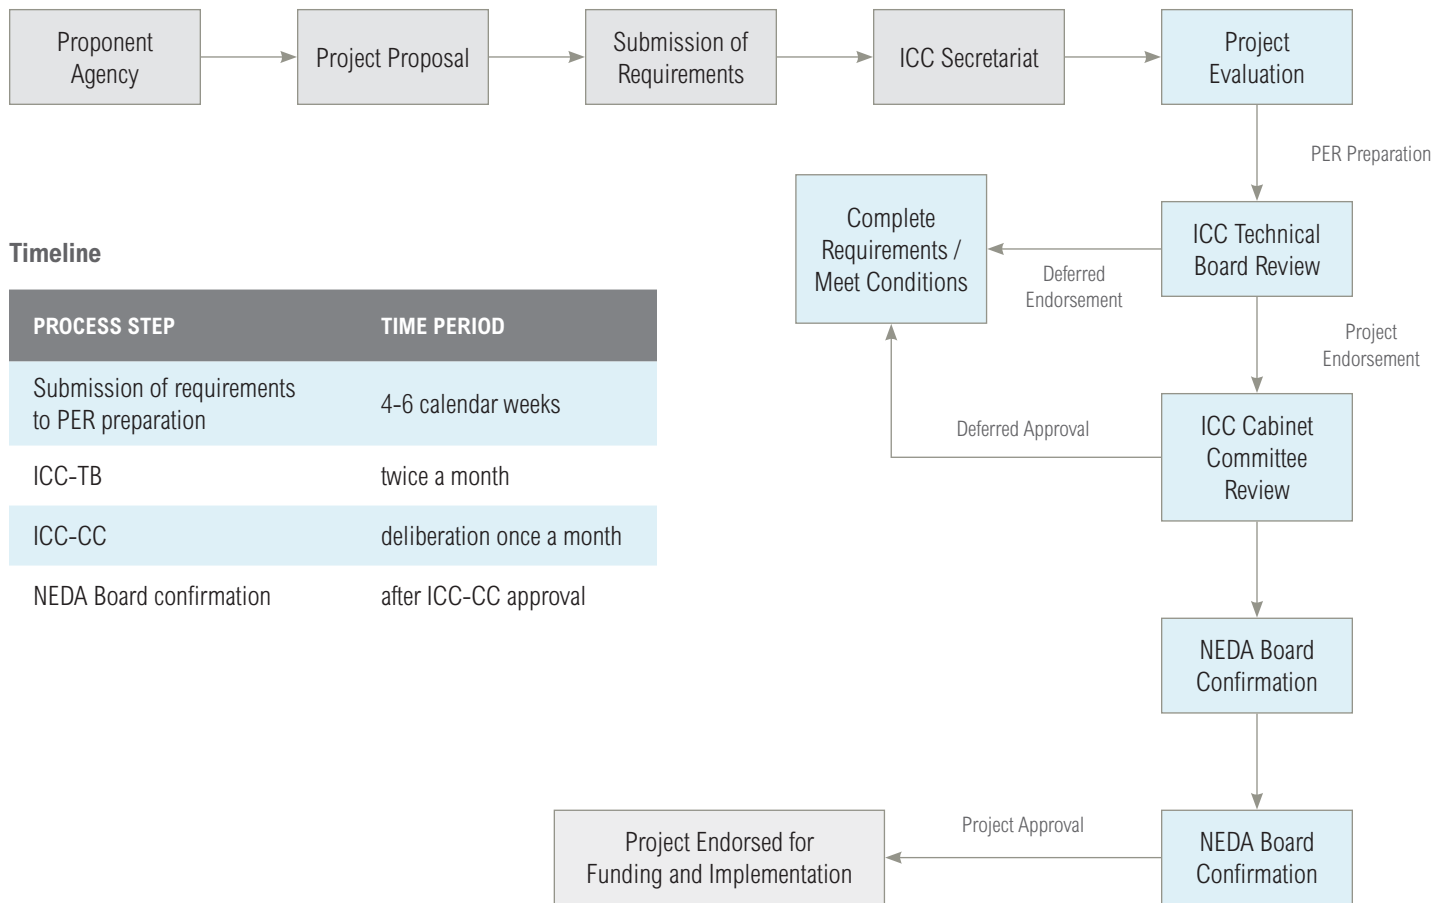 Proponent
Agency
Project Proposal
Submission of
Requirements
ICC Secretariat
Project
Evaluation
PER Preparation
Complete
Requirements /
Meet Conditions
ICC Technical
Board Review
Deferred
Endorsement
Project
Endorsement
Deferred Approval
ICC Cabinet
Committee
Review
NEDA Board
Confirmation
Project Approval
NEDA Board
Confirmation
Project Endorsed for
Funding and Implementation
Timeline
PROCESS STEP TIME PERIOD
Submission of requirements
to PER preparation 4-6 calendar weeks
ICC-TB twice a month
ICC-CC deliberation once a month
NEDA Board confirmation after ICC-CC approval